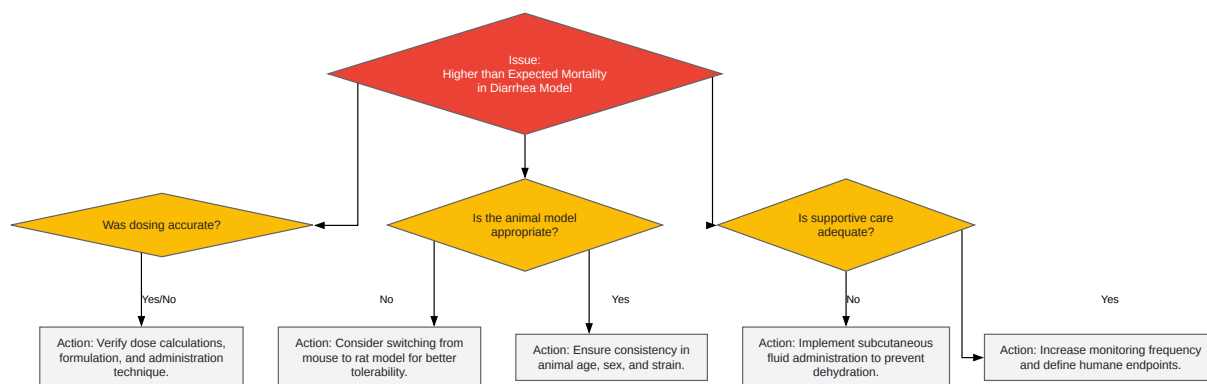 Issue:
Higher than Expected Mortality
in Diarrhea Model
Was dosing accurate?
Is the animal model
appropriate?
Is supportive care
adequate?
Yes/No
No
Yes
No
Yes
Action: Verify dose calculations,
formulation, and administration
technique.
Action: Consider switching from
mouse to rat model for better
tolerability.
Action: Ensure consistency in
animal age, sex, and strain.
Action: Implement subcutaneous
fluid administration to prevent
dehydration.
Action: Increase monitoring frequency
and define humane endpoints.